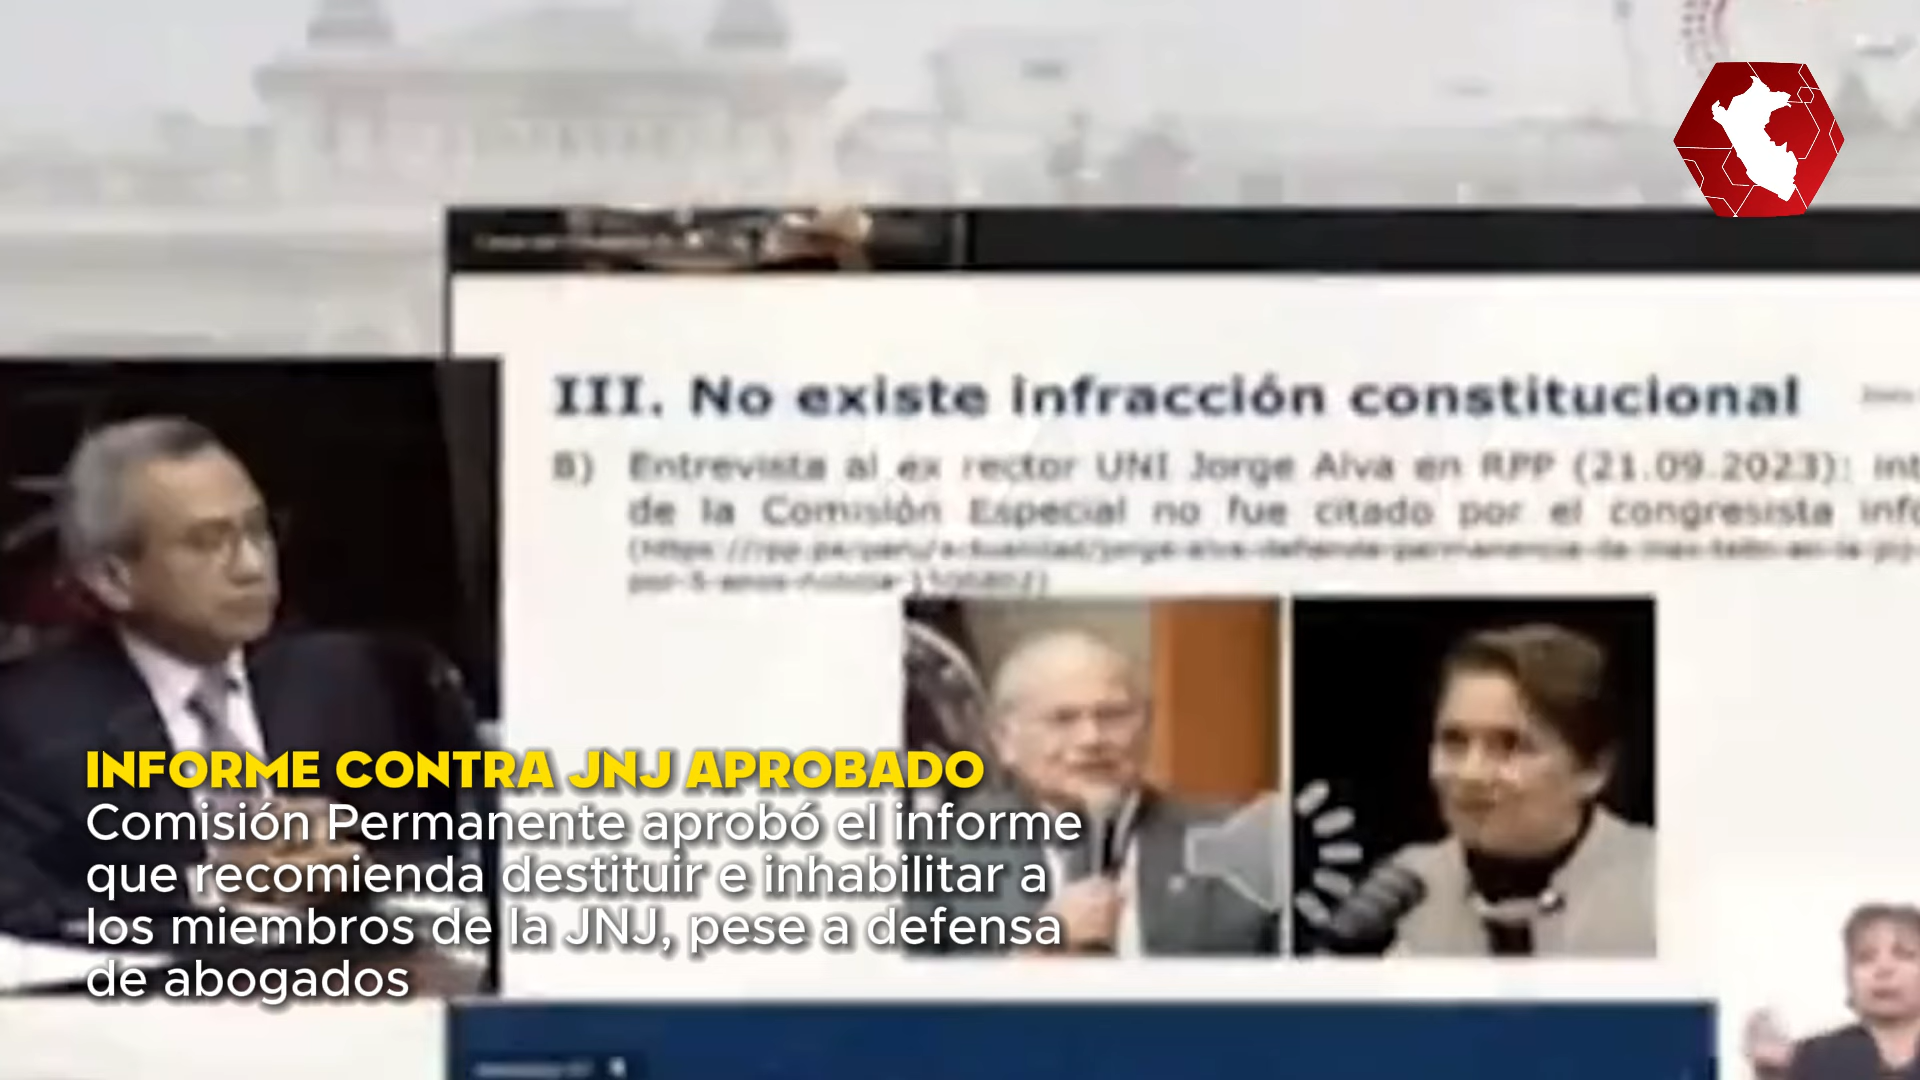 III. No existe infracción constitucional
B) Entrevista al ex rector UNI Jorge Alva en RPP (21.09.2023): int
de la Comisión Especial no fue citado por el congresista info
INFORME CONTRA JNJ APROBADO
Comisión Permanente aprobó el informe
que recomienda destituir e inhabilitar a
los miembros de la JNJ, pese a defensa
de abogados